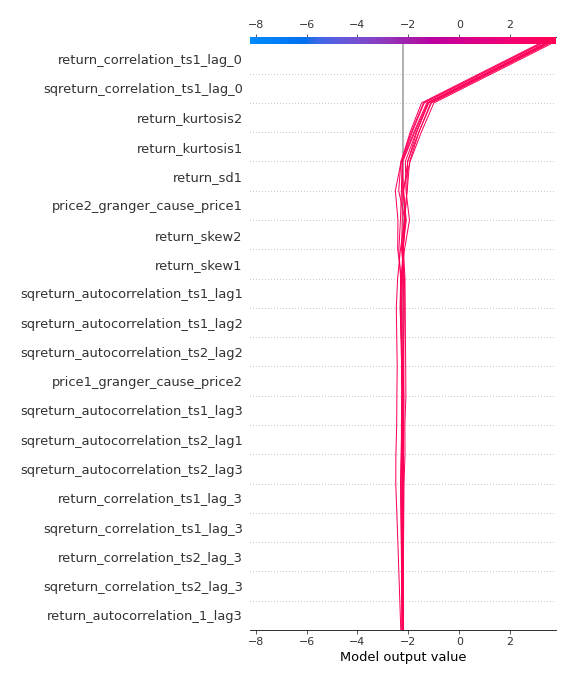 −8 −6 −4 −2 0 2
return_correlation_ts1_lag_0
sqreturn_correlation_ts1_lag_0
return_kurtosis2
return_kurtosis1
return_sd1
price2_granger_cause_price1
return_skew2
return_skew1
sqreturn_autocorrelation_ts1_lag1
sqreturn_autocorrelation_ts1_lag2
sqreturn_autocorrelation_ts2_lag2
price1_granger_cause_price2
sqreturn_autocorrelation_ts1_lag3
sqreturn_autocorrelation_ts2_lag1
sqreturn_autocorrelation_ts2_lag3
return_correlation_ts1_lag_3
sqreturn_correlation_ts1_lag_3
return_correlation_ts2_lag_3
sqreturn_correlation_ts2_lag_3
return_autocorrelation_1_lag3
−8 −6 −4 −2 0 2
Model output value